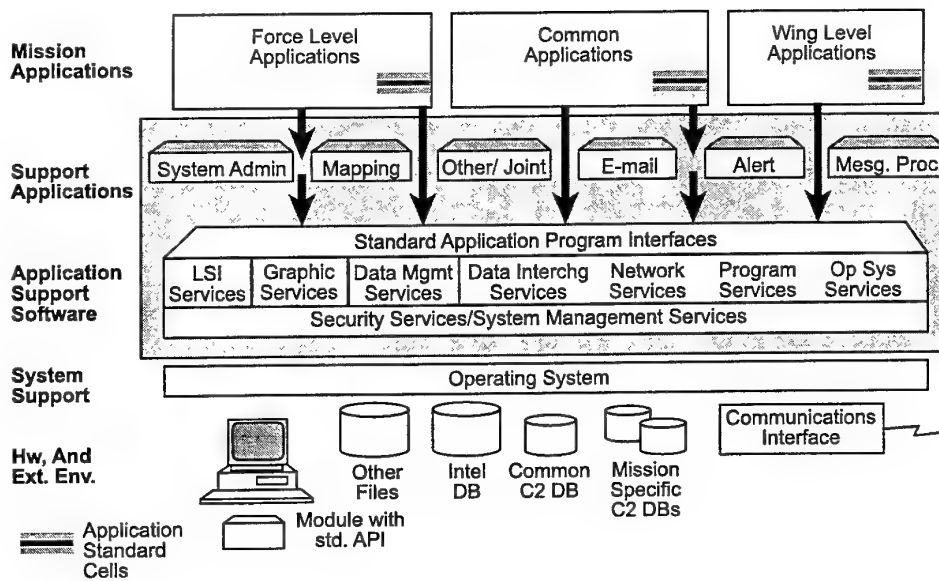 Mission
Applications
Force Level
Applications
Common
Applications
Wing Level
Applications
Support
Applications
System Admin
Mapping
Other/ Joint
E-mail
Alert
Mesg. Proc
Standard Application Program Interfaces
Application
Support
Software
LSI
Services
Graphic
Services
Data Mgmt
Services
Data Interchg
Services
Network
Services
Program
Services
Op Sys
Services
Security Services/System Management Services
System
Support
Operating System
Hw, And
Ext. Env.
Other
Files
Intel
DB
Common
C2 DB
Mission
Specific
C2 DBs
Communications
Interface
Application
Standard
Cells
Module with
std. API